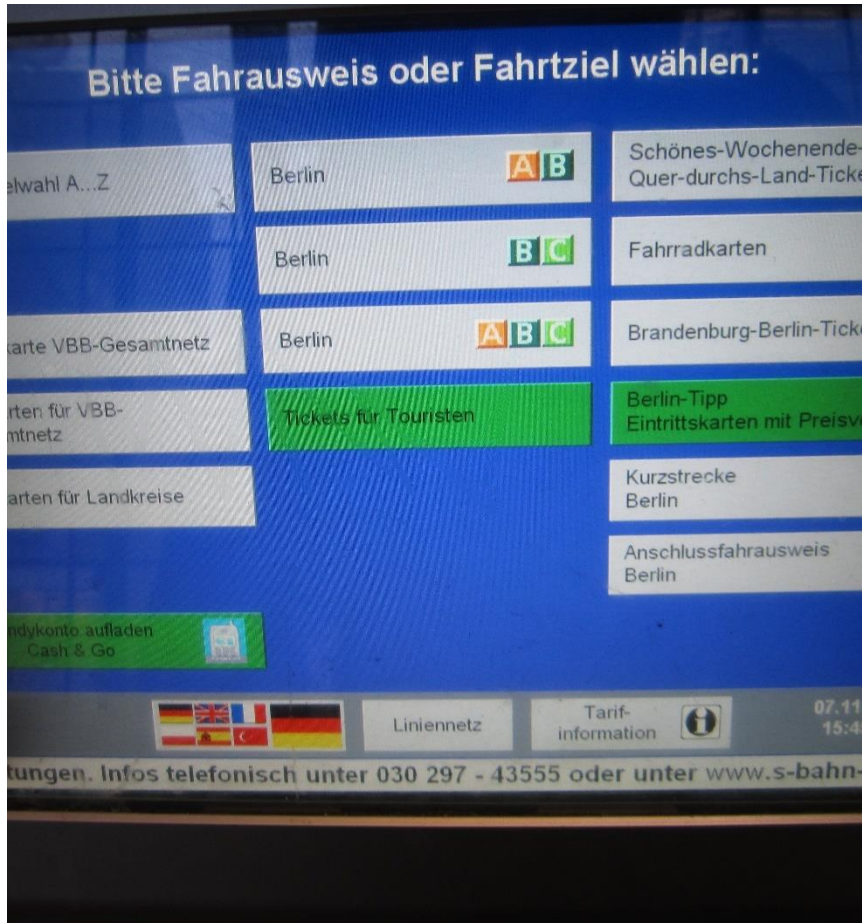 Bitte Fahrausweis oder Fahrtziel wählen:
elwahl A...Z
karte VBB-Gesamtnetz
rten für VBB-
mtnetz
arten für Landkreise
ndykonto aufladen
Cash & Go
Berlin A B
Berlin B C
Berlin A B C
Tickets für Touristen
Schönes-Wochenende-
Quer-durchs-Land-Ticke
Fahrradkarten
Brandenburg-Berlin-Ticke
Berlin-Tipp
Eintrittskarten mit Preisv
Kurzstrecke
Berlin
Anschlussfahrausweis
Berlin
Liniennetz
Tarif-
information
07.11
15:4
tungen. Infos telefonisch unter 030 297 - 43555 oder unter www.s-bahn-